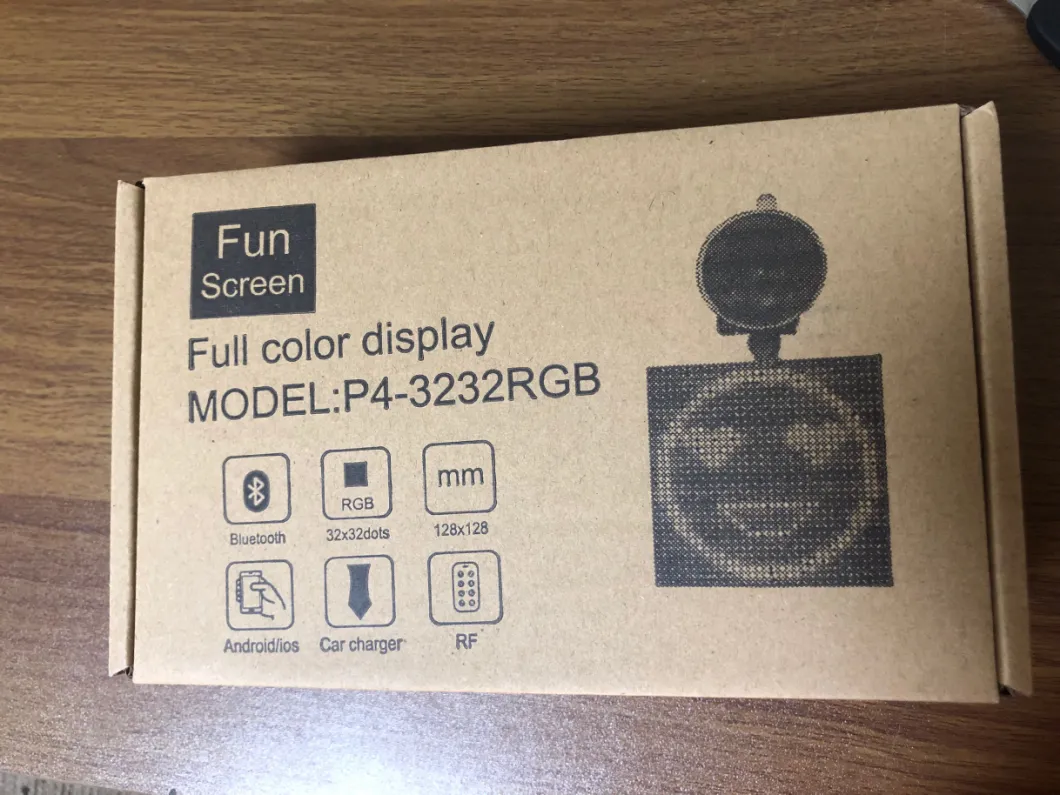 Fun
Screen
Full color display
MODEL:P4-3232RGB
RGB
mm
Bluetooth
32x32dots
128x128
Android/ios
Car charger
RF